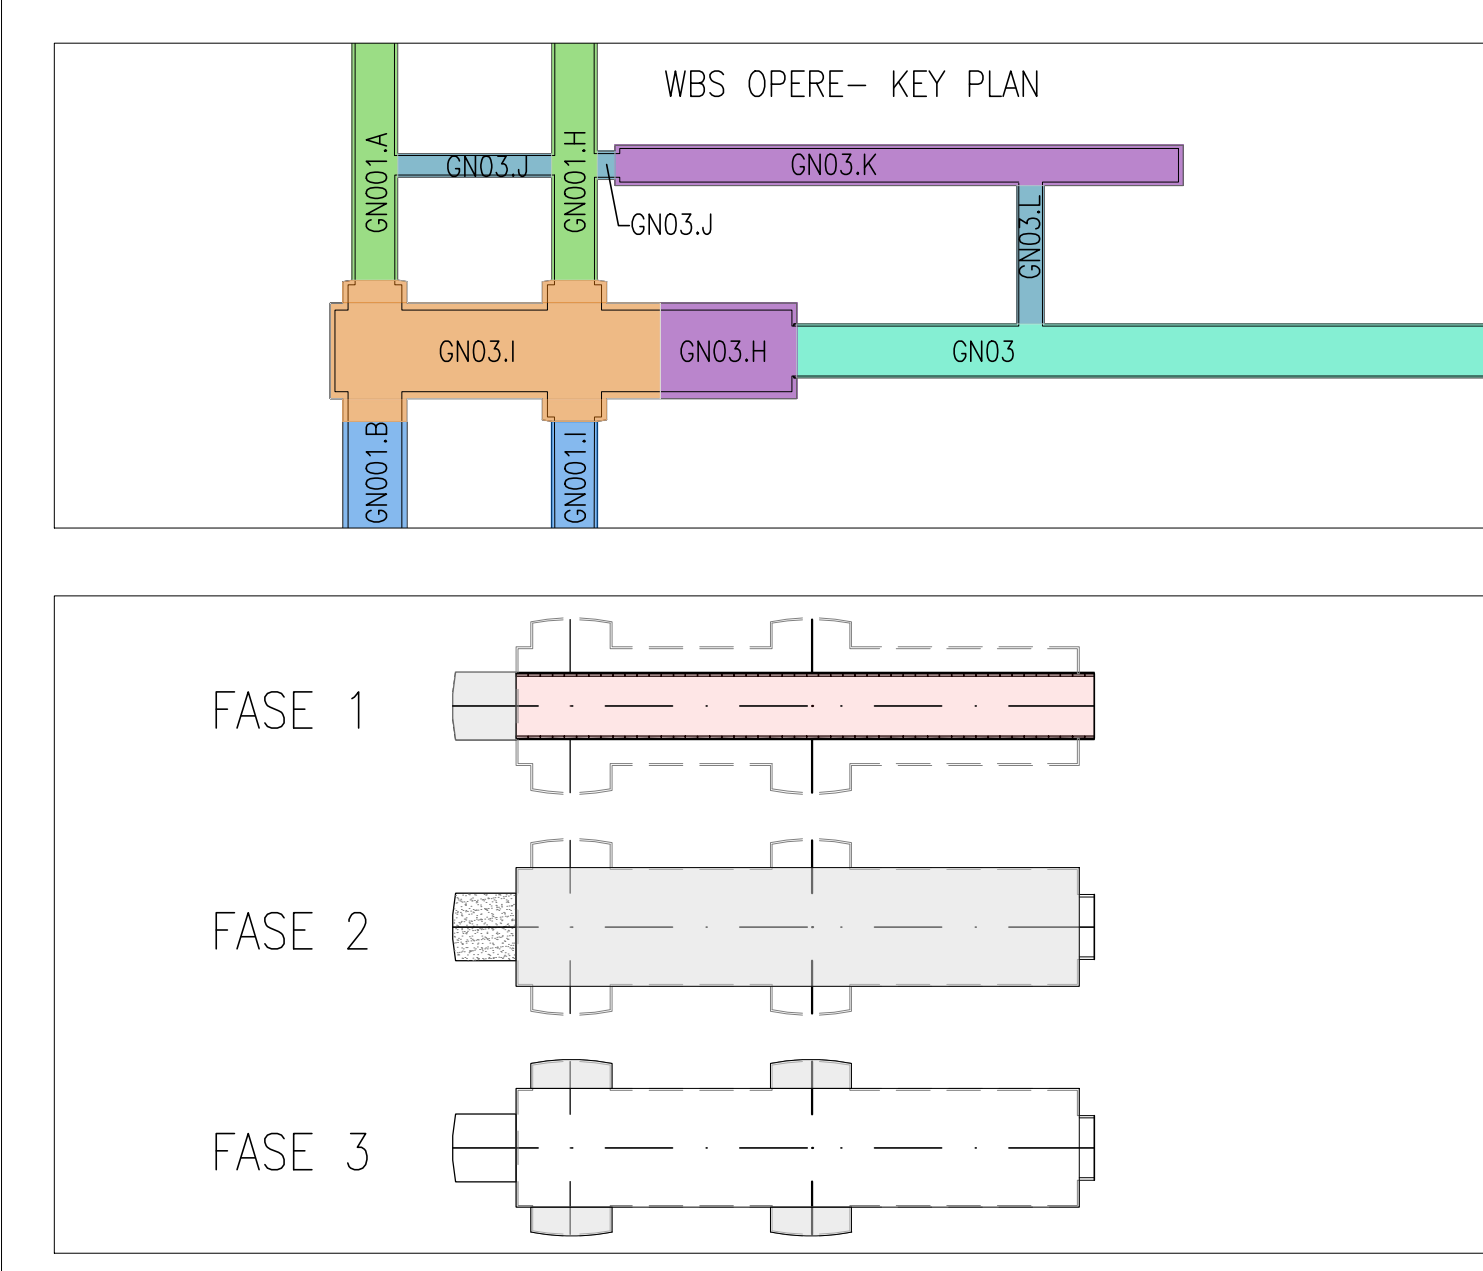 WBS OPERE- KEY PLAN
GN001.A
GN03.J
GN001.H
GN03.K
GN03.J
GN03.L
GN03.I
GN03.H
GN03
GN001.B
GN001.I
FASE 1
FASE 2
FASE 3